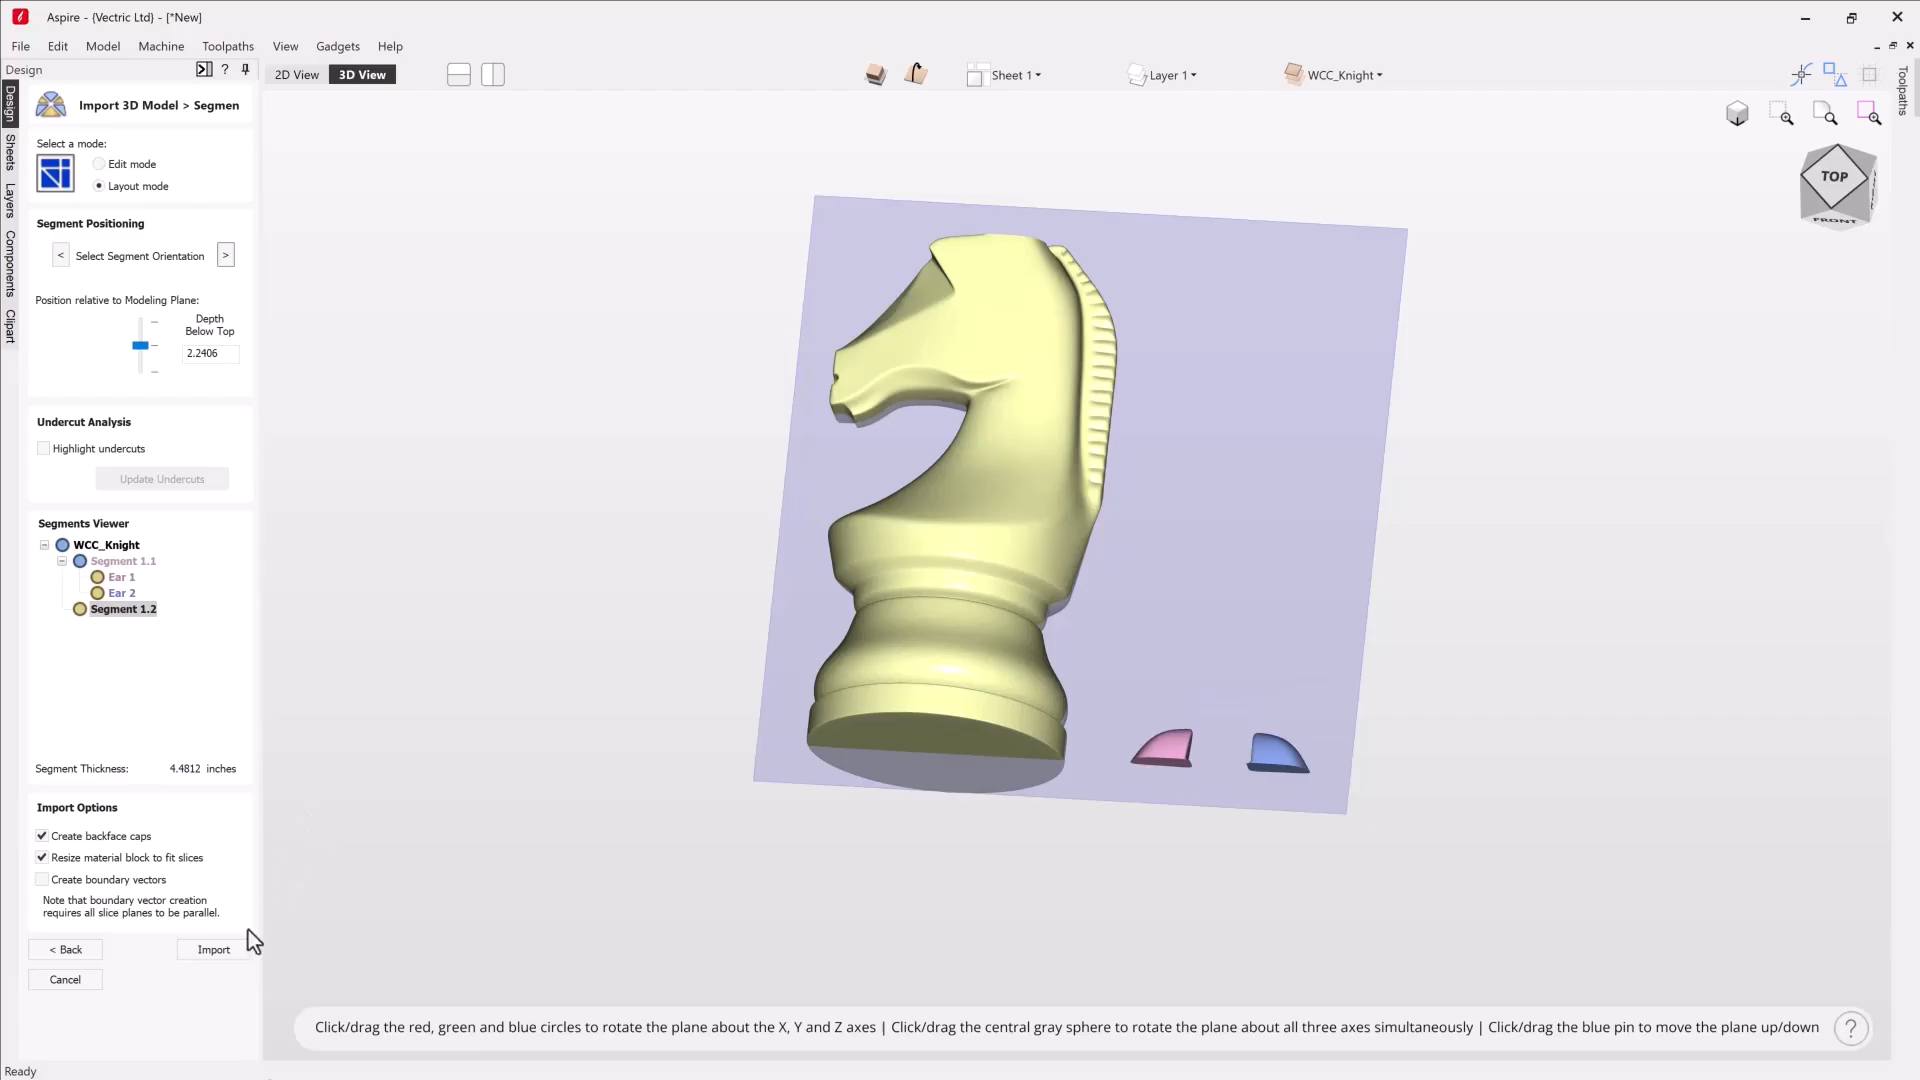 Aspire - {Vectric Ltd} - [*New]
File Edit Model Machine Toolpaths View Gadgets Help
Design
?
2D View 3D View
Sheet 1
Layer 1
WCC_Knight
Toolpaths
Design
Sheets
Layers
Components
Clipart
Import 3D Model > Segmen
Select a mode:
Edit mode
Layout mode
Segment Positioning
< Select Segment Orientation >
Position relative to Modeling Plane:
Depth
Below Top
2.2406
Undercut Analysis
Highlight undercuts
Update Undercuts
Segments Viewer
WCC_Knight
Segment 1.1
Ear 1
Ear 2
Segment 1.2
Segment Thickness: 4.4812 inches
Import Options
Create backface caps
Resize material block to fit slices
Create boundary vectors
Note that boundary vector creation
requires all slice planes to be parallel.
< Back Import
Cancel
TOP
FRONT
Click/drag the red, green and blue circles to rotate the plane about the X, Y and Z axes | Click/drag the central gray sphere to rotate the plane about all three axes simultaneously | Click/drag the blue pin to move the plane up/down
?
Ready